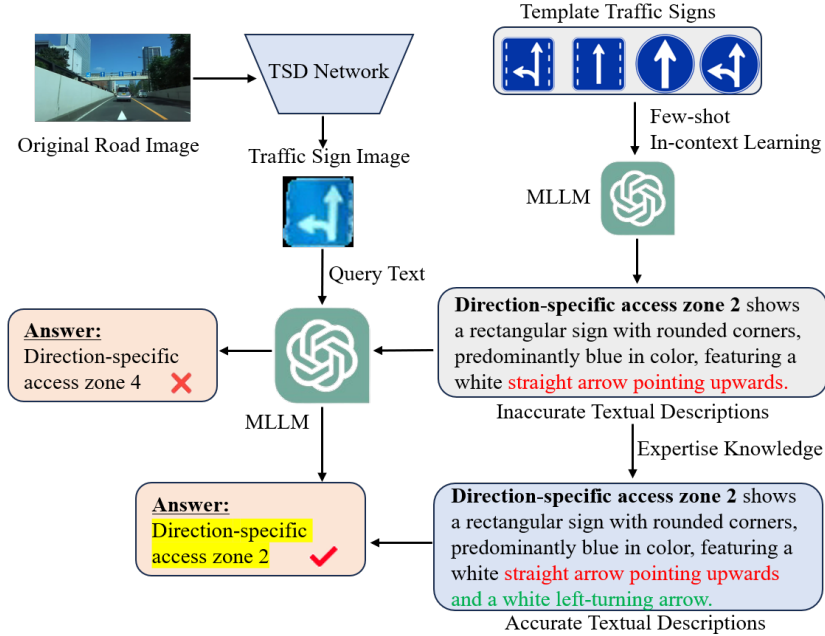 Template Traffic Signs
TSD Network
Original Road Image
Few-shot
In-context Learning
Traffic Sign Image
MLLM
Query Text
Direction-specific access zone 2 shows
a rectangular sign with rounded corners,
predominantly blue in color, featuring a
white straight arrow pointing upwards.
Inaccurate Textual Descriptions
Answer:
Direction-specific
access zone 4
MLLM
Expertise Knowledge
Direction-specific access zone 2 shows
a rectangular sign with rounded corners,
predominantly blue in color, featuring a
white straight arrow pointing upwards
and a white left-turning arrow.
Accurate Textual Descriptions
Answer:
Direction-specific
access zone 2